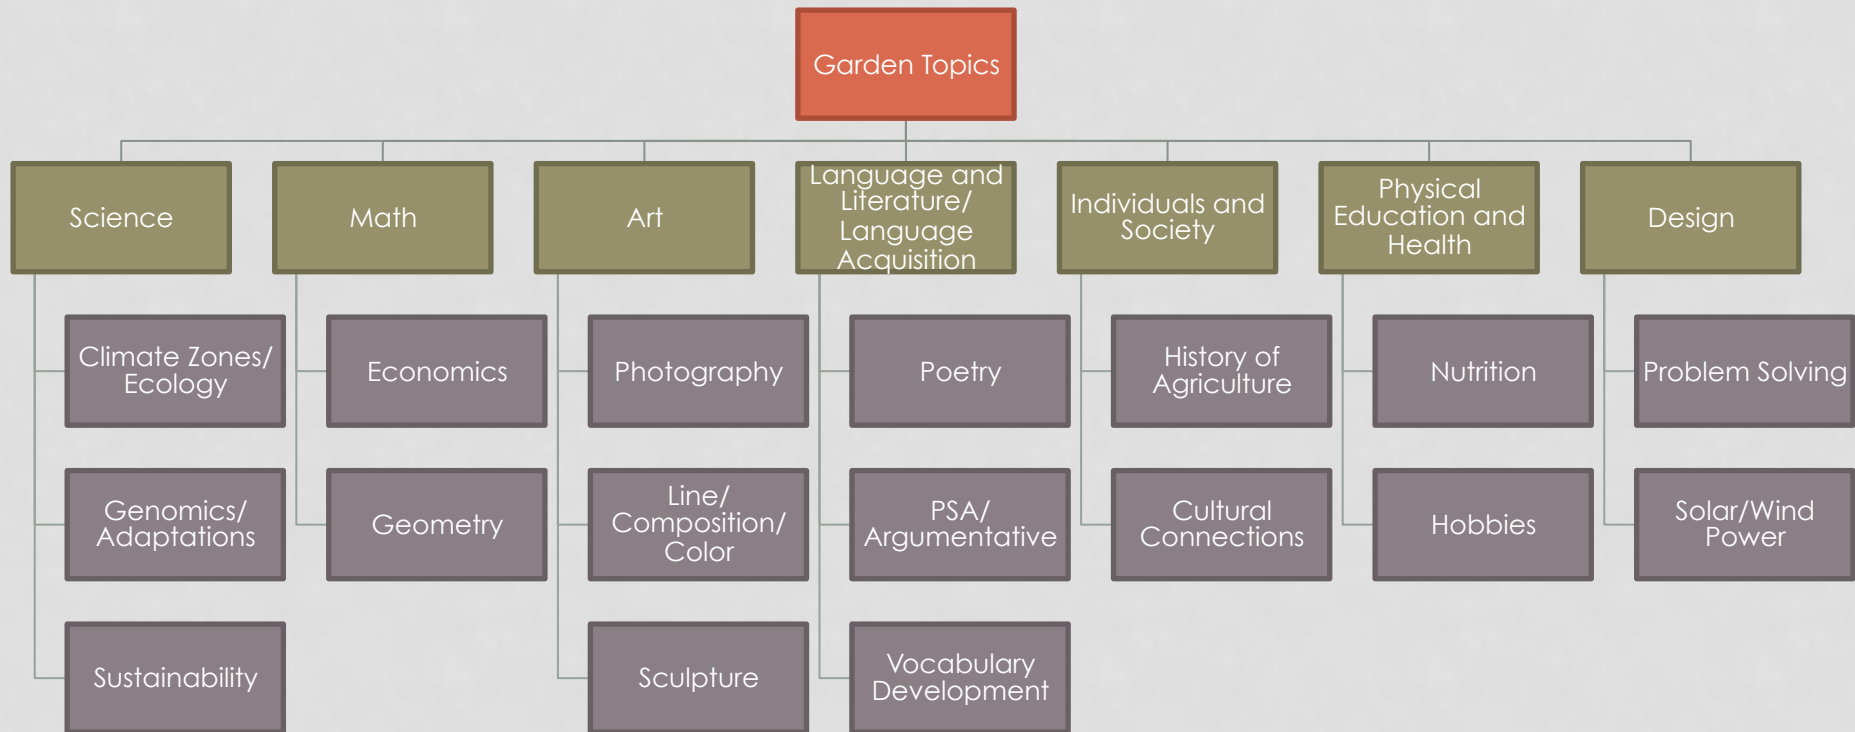 Garden Topics
Science
Math
Art
Language and
Literature/
Language
Acquisition
Individuals and
Society
Physical
Education and
Health
Design
Climate Zones/
Ecology
Economics
Photography
Poetry
History of
Agriculture
Nutrition
Problem Solving
Genomics/
Adaptations
Geometry
Line/
Composition/
Color
PSA/
Argumentative
Cultural
Connections
Hobbies
Solar/Wind
Power
Sustainability
Sculpture
Vocabulary
Development